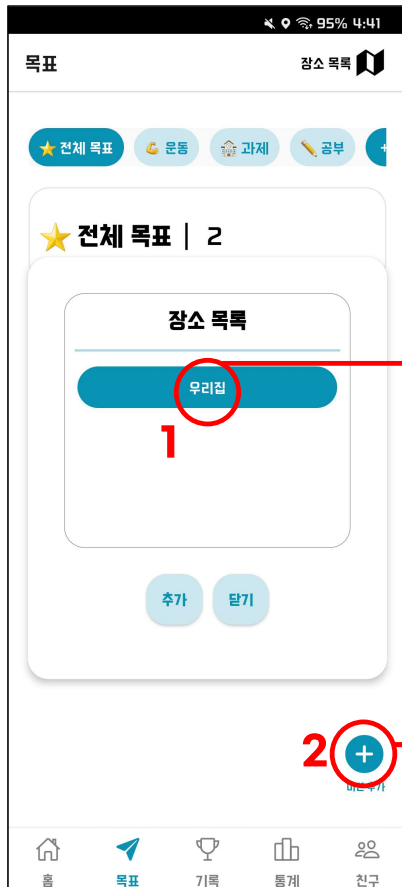 95% 4:41
목표
장소 목록
전체 목표
운동
과제
공부
+
전체 목표 | 2
장소 목록
우리집
1
추가
닫기
2
+
홈
목표
기록
통계
친구